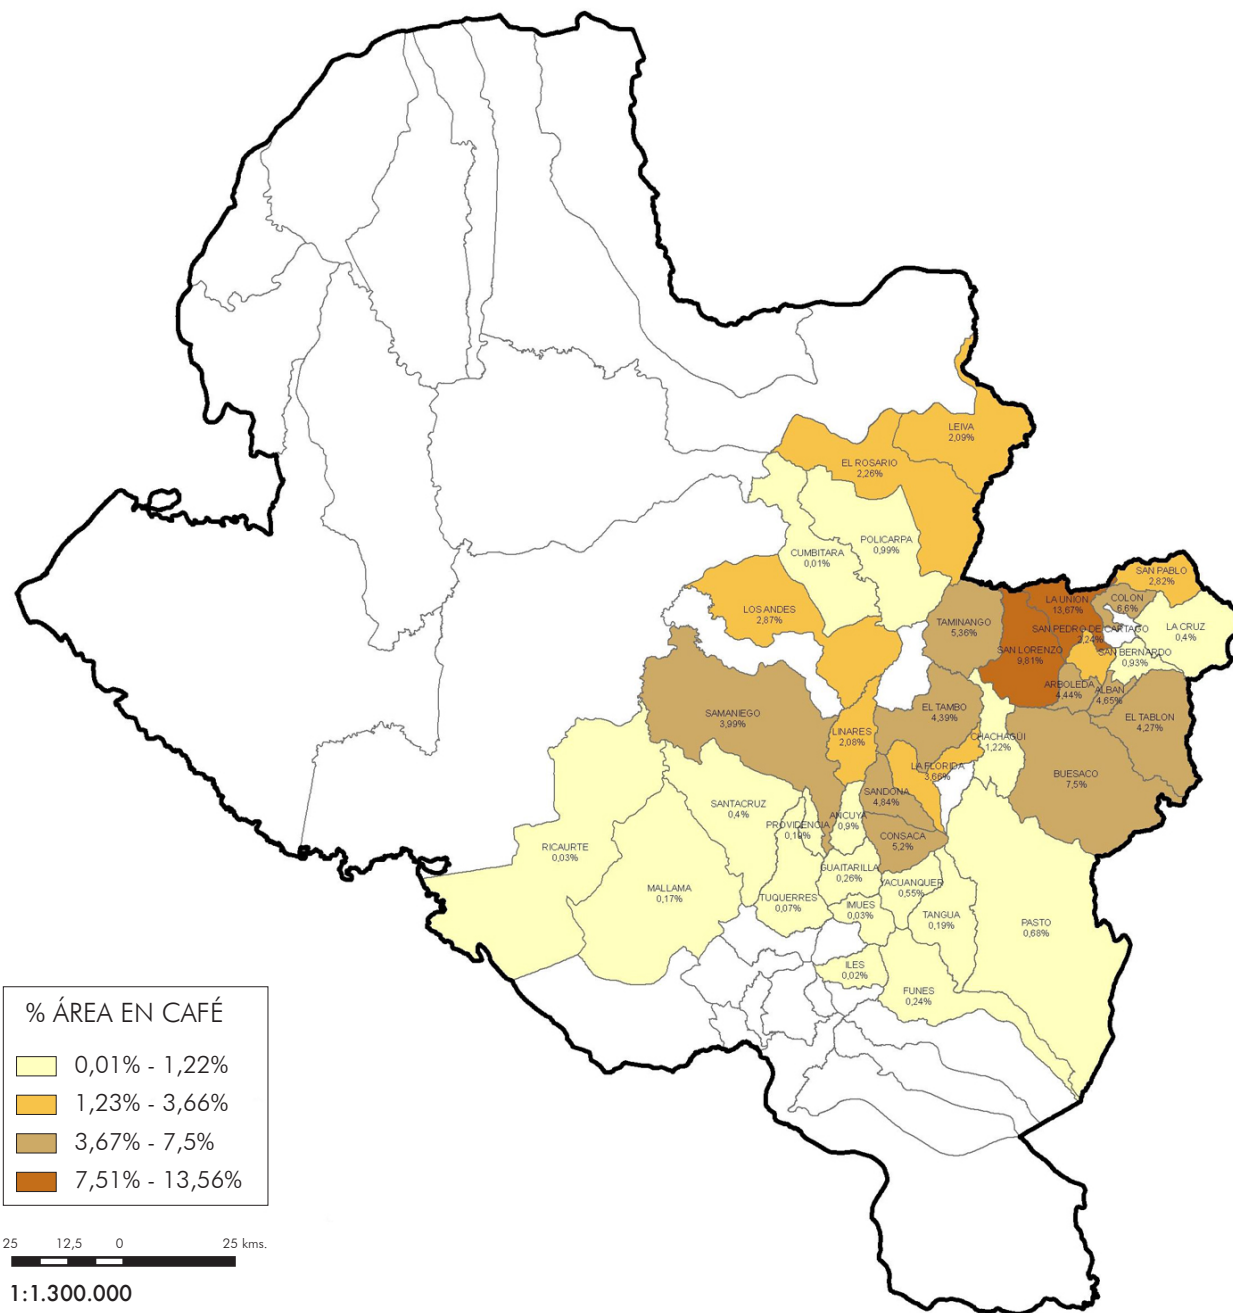 LEIVA
2,09%
EL ROSARIO
2,26%
POLICARPA
0,99%
CUMBITARA
0,01%
SAN PABLO
2,82%
COLON
6,6%
LA UNION
13,67%
LOS ANDES
2,87%
TAMINANGO
5,36%
SAN PEDRO DE CARTAGO
2,24%
LA CRUZ
0,4%
SAN LORENZO
9,81%
SAN BERNARDO
0,93%
ARBOLEDA
4,44%
ALBAN
4,65%
SAMANIEGO
3,99%
EL TAMBO
4,39%
EL TABLON
4,27%
LINARES
2,08%
CHACHAGÜI
1,22%
LA FLORIDA
3,66%
BUESACO
7,5%
SANDONA
4,84%
SANTACRUZ
0,4%
PROVIDENCIA
0,19%
ANCUYA
0,9%
CONSACA
5,2%
RICAURTE
0,03%
GUAITARILLA
0,26%
YACUANQUER
0,55%
MALLAMA
0,17%
TUQUERRES
0,07%
IMUES
0,03%
TANGUA
0,19%
PASTO
0,68%
ILES
0,02%
FUNES
0,24%
% ÁREA EN CAFÉ
0,01% - 1,22%
1,23% - 3,66%
3,67% - 7,5%
7,51% - 13,56%
25 12,5 0 25 kms.
1:1.300.000